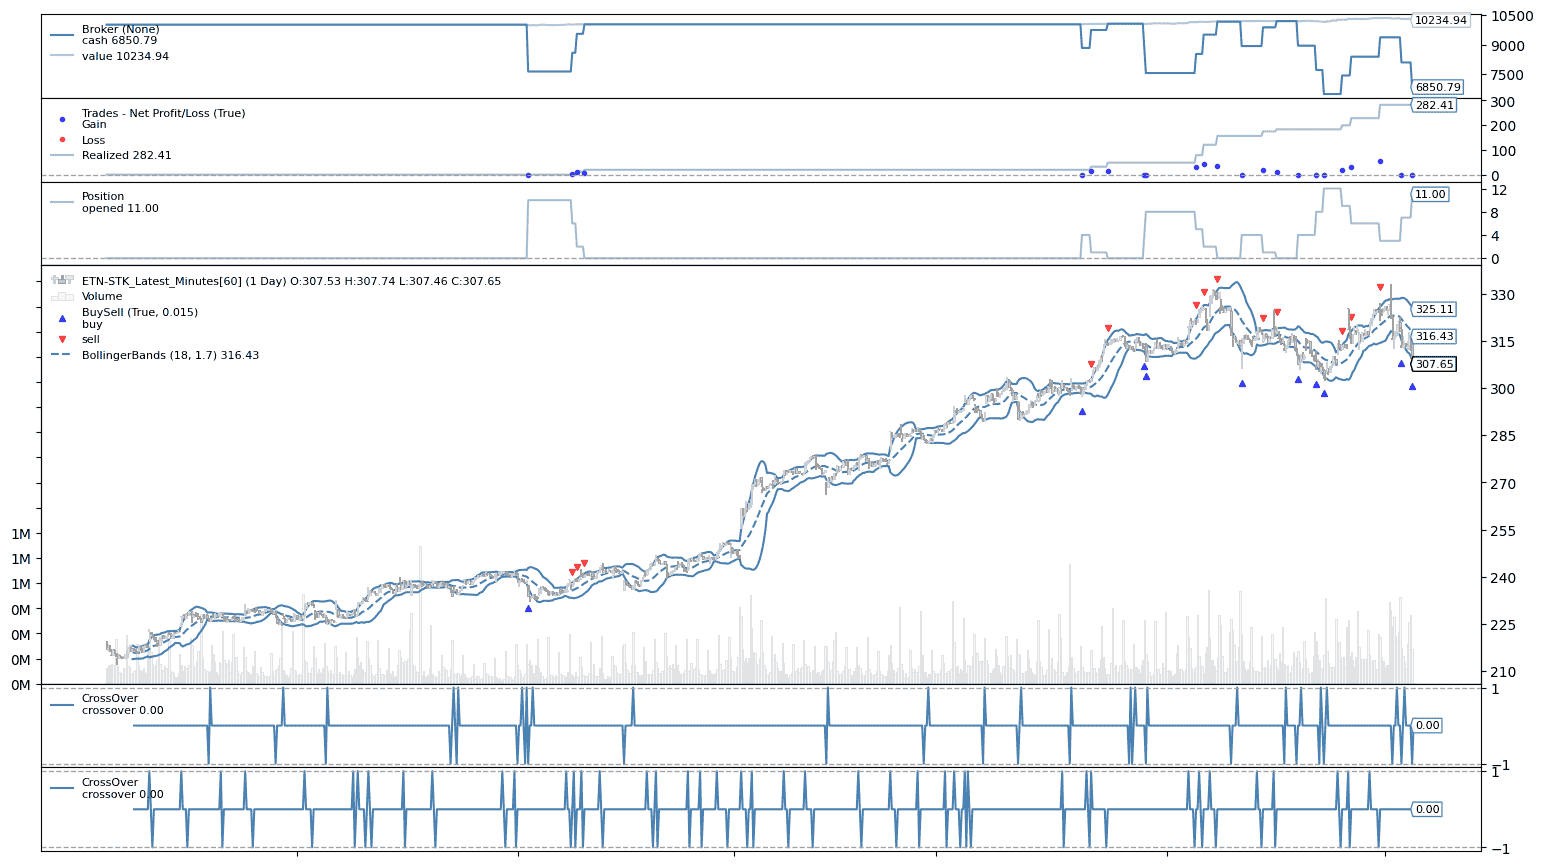 Broker (None)
cash 6850.79
value 10234.94
10500
10234.94
9000
7500
6850.79
Trades - Net Profit/Loss (True)
Gain
Loss
Realized 282.41
300
282.41
200
100
0
Position
opened 11.00
12
11.00
8
4
0
ETN-STK_Latest_Minutes[60] (1 Day) O:307.53 H:307.74 L:307.46 C:307.65
Volume
BuySell (True, 0.015)
buy
sell
BollingerBands (18, 1.7) 316.43
330
325.11
315
316.43
307.65
300
285
270
255
240
225
210
1M
1M
1M
0M
0M
0M
0M
CrossOver
crossover 0.00
1
0.00
−1
CrossOver
crossover 0.00
1
0.00
−1